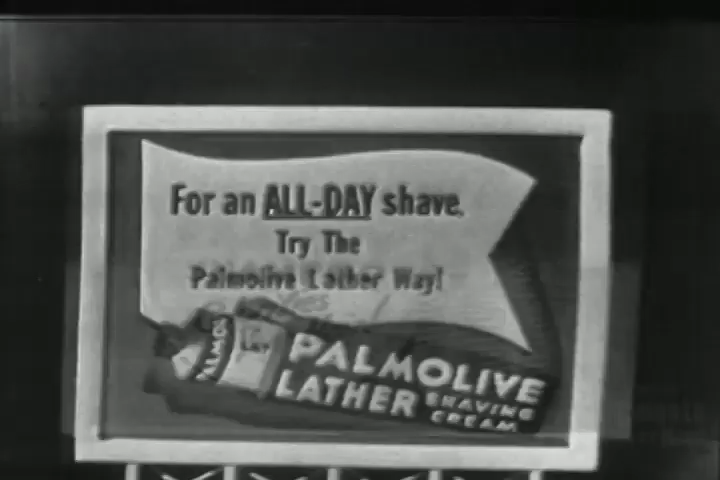 For an ALL-DAY shave,
Try The
Palmolive Lather Way!
PALMOLIVE
LATHER SHAVING
CREAM